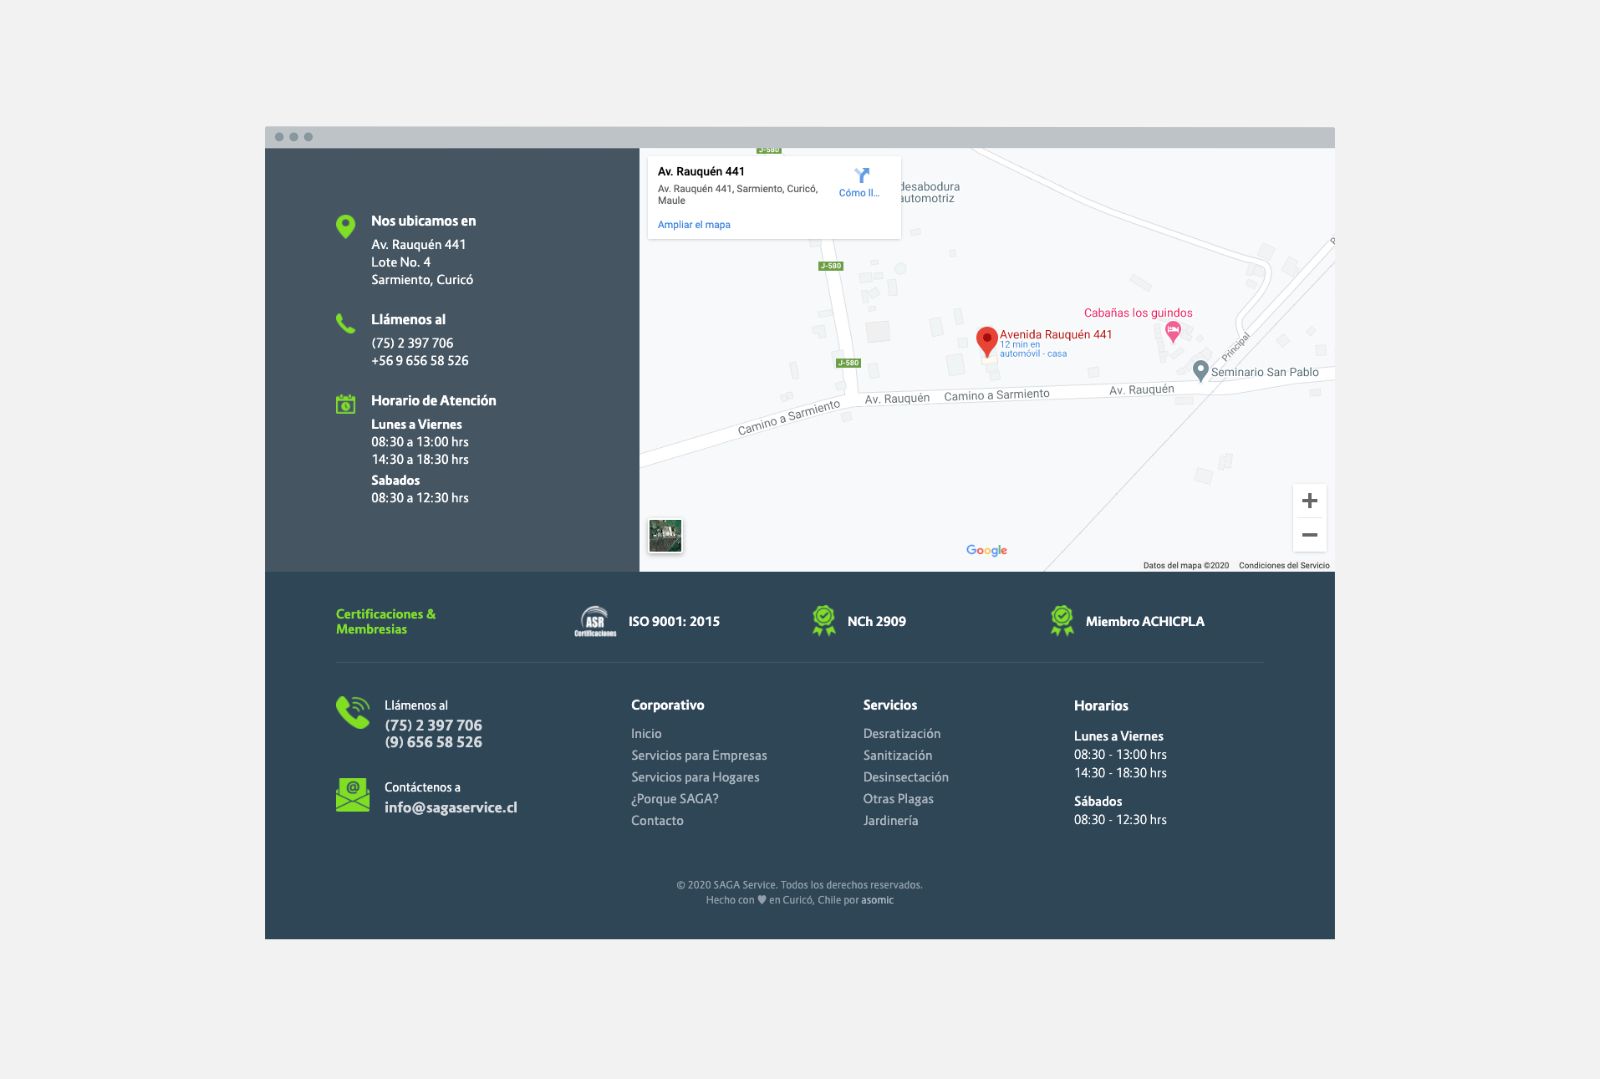 Nos ubicamos en
Av. Rauquén 441
Lote No. 4
Sarmiento, Curicó
Llámenos al
(75) 2 397 706
+56 9 656 58 526
Horario de Atención
Lunes a Viernes
08:30 a 13:00 hrs
14:30 a 18:30 hrs
Sabados
08:30 a 12:30 hrs
J-580
Av. Rauquén 441
Av. Rauquén 441, Sarmiento, Curicó,
Maule
Ampliar el mapa
Cómo ll...
desabodura
automotriz
J-580
Cabañas los guindos
Avenida Rauquén 441
12 min en
automóvil - casa
Principal
J-580
Seminario San Pablo
Av. Rauquén
Camino a Sarmiento
Av. Rauquén
Camino a Sarmiento
Google
Datos del mapa ©2020 Condiciones del Servicio
Certificaciones &
Membresias
ASR
Certificaciones
ISO 9001: 2015
NCh 2909
Miembro ACHICPLA
Llámenos al
(75) 2 397 706
(9) 656 58 526
Contáctenos a
info@sagaservice.cl
Corporativo
Inicio
Servicios para Empresas
Servicios para Hogares
¿Porque SAGA?
Contacto
Servicios
Desratización
Sanitización
Desinsectación
Otras Plagas
Jardinería
Horarios
Lunes a Viernes
08:30 - 13:00 hrs
14:30 - 18:30 hrs
Sábados
08:30 - 12:30 hrs
© 2020 SAGA Service. Todos los derechos reservados.
Hecho con ♥ en Curicó, Chile por asomic